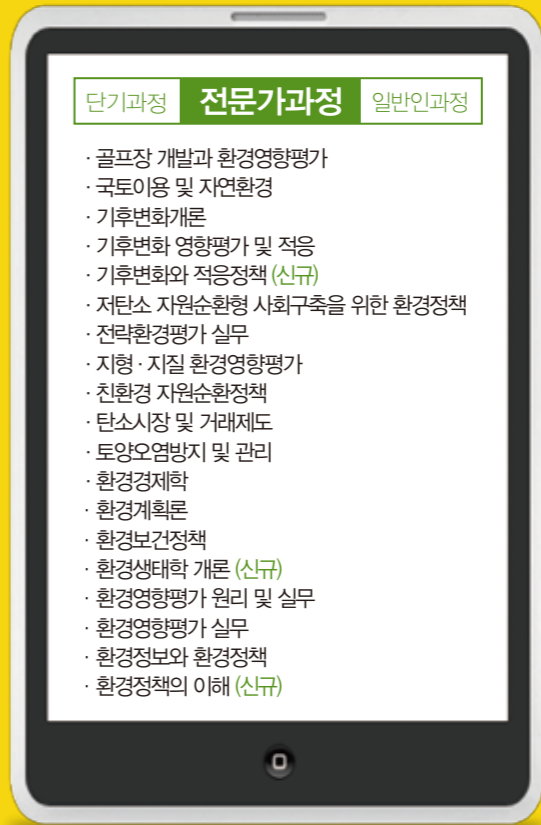 단기과정 전문가과정 일반인과정
· 골프장 개발과 환경영향평가
· 국토이용 및 자연환경
· 기후변화개론
· 기후변화 영향평가 및 적응
· 기후변화와 적응정책 (신규)
· 저탄소 자원순환형 사회구축을 위한 환경정책
· 전략환경평가 실무
· 지형 · 지질 환경영향평가
· 친환경 자원순환정책
· 탄소시장 및 거래제도
· 토양오염방지 및 관리
· 환경경제학
· 환경계획론
· 환경보건정책
· 환경생태학 개론 (신규)
· 환경영향평가 원리 및 실무
· 환경영향평가 실무
· 환경정보와 환경정책
· 환경정책의 이해 (신규)